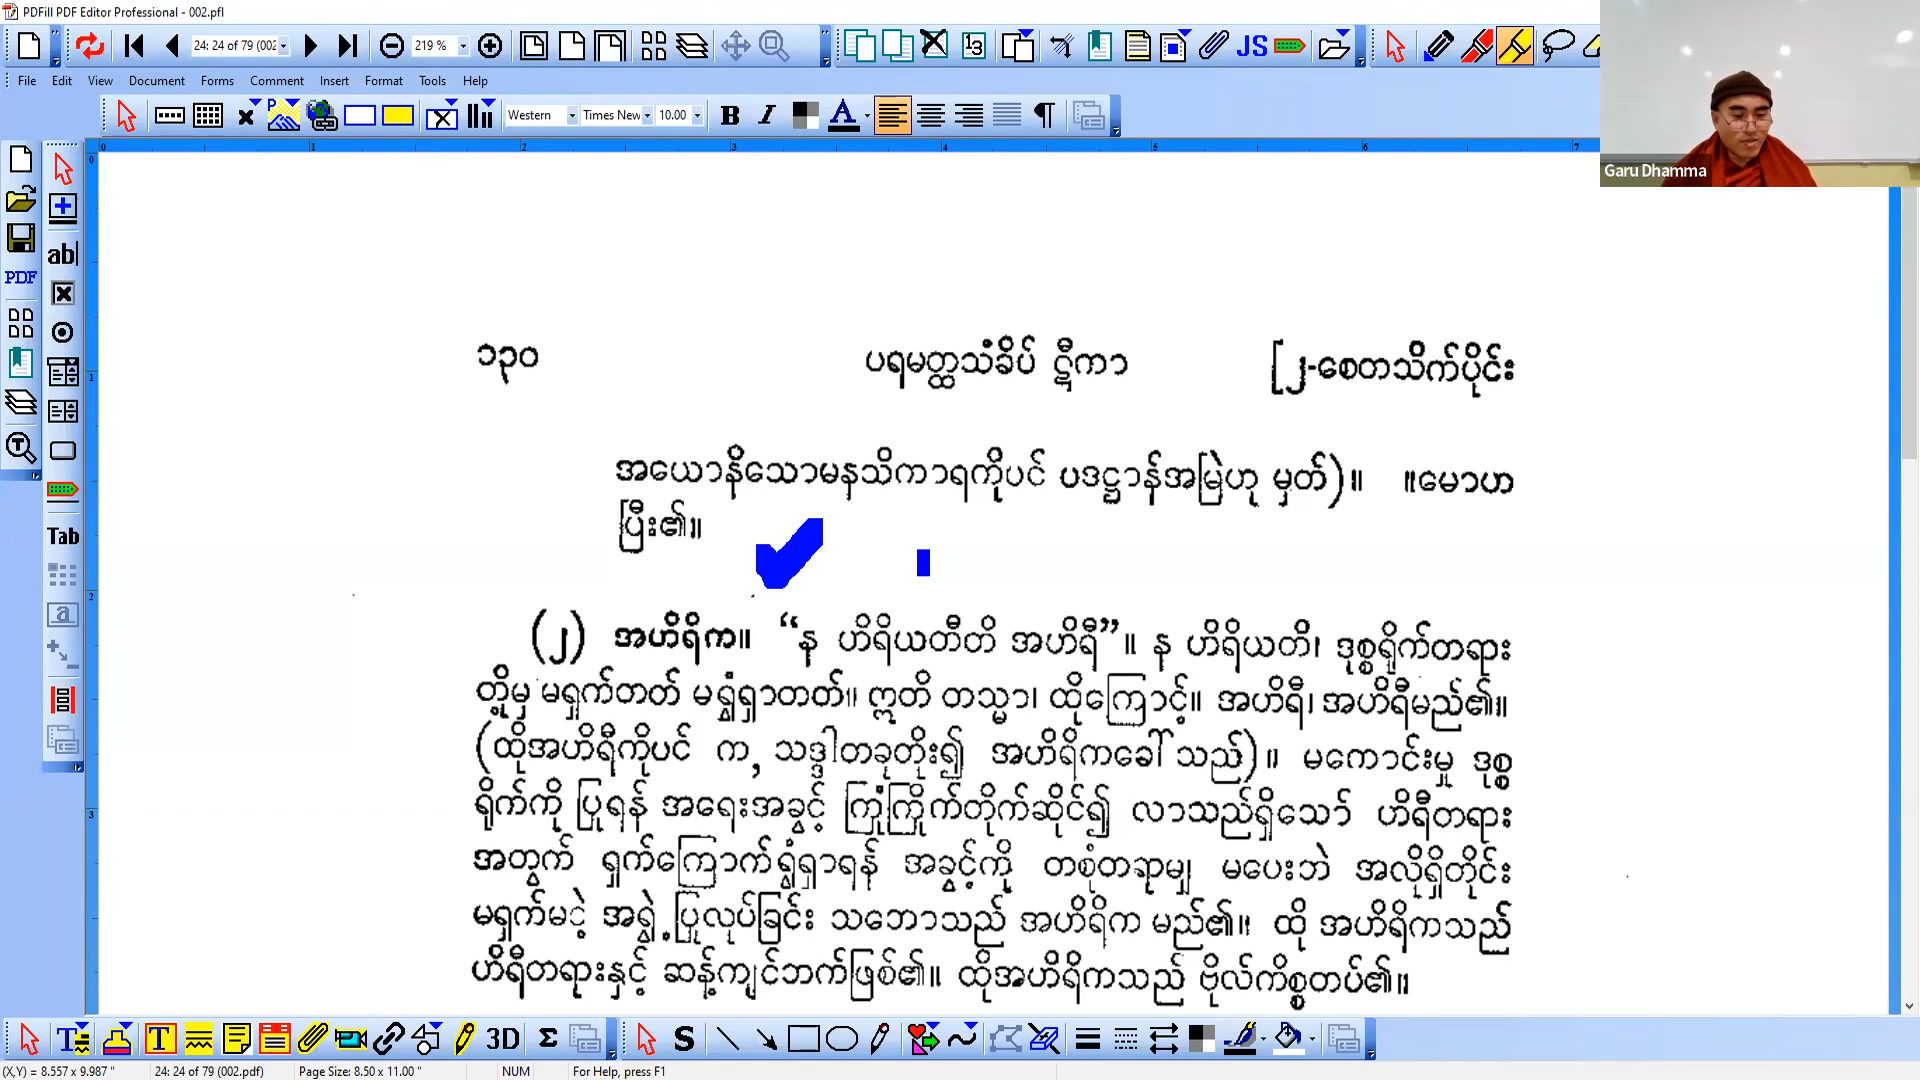 PDFill PDF Editor Professional - 002.pfl
24: 24 of 79 (002
219 %
JS
File Edit View Document Forms Comment Insert Format Tools Help
Western Times New 10.00 B I A
Garu Dhamma
ab|
PDF
Tab
၁၃၀ ပရမတ္ထသံခိပ် ဋီကာ [၂-စေတသိက်ပိုင်း
အယောနိသောမနသိကာရကိုပင် ပဒဋ္ဌာန်အမြဲဟု မှတ်)။ ။မောဟ
ပြီး၏။
(၂) အဟိရိက။ “န ဟိရိယတီတိ အဟိရီ”။ န ဟိရိယတိ၊ ဒုစ္စရိုက်တရား
တို့မှ မရှက်တတ် မရွံရှာတတ်။ ဣတိ တသ္မာ၊ ထိုကြောင့်။ အဟိရီ၊ အဟိရီမည်၏။
(ထိုအဟိရီကိုပင် က, သဒ္ဒါတခုတိုး၍ အဟိရိကခေါ်သည်)။ မကောင်းမှု ဒုစ္စ
ရိုက်ကို ပြုရန် အရေးအခွင့် ကြုံကြိုက်တိုက်ဆိုင်၍ လာသည်ရှိသော် ဟိရီတရား
အတွက် ရှက်ကြောက်ရွံရှာရန် အခွင့်ကို တစုံတရာမျှ မပေးဘဲ အလိုရှိတိုင်း
မရှက်မငဲ့ အရွဲ့ပြုလုပ်ခြင်း သဘောသည် အဟိရိက မည်၏။ ထို အဟိရိကသည်
ဟိရီတရားနှင့် ဆန့်ကျင်ဘက်ဖြစ်၏။ ထိုအဟိရိကသည် ဗိုလ်ကိစ္စတပ်၏။
3D Σ S
(X,Y) = 8.557 x 9.987 " 24: 24 of 79 (002.pdf) Page Size: 8.50 x 11.00 " NUM For Help, press F1